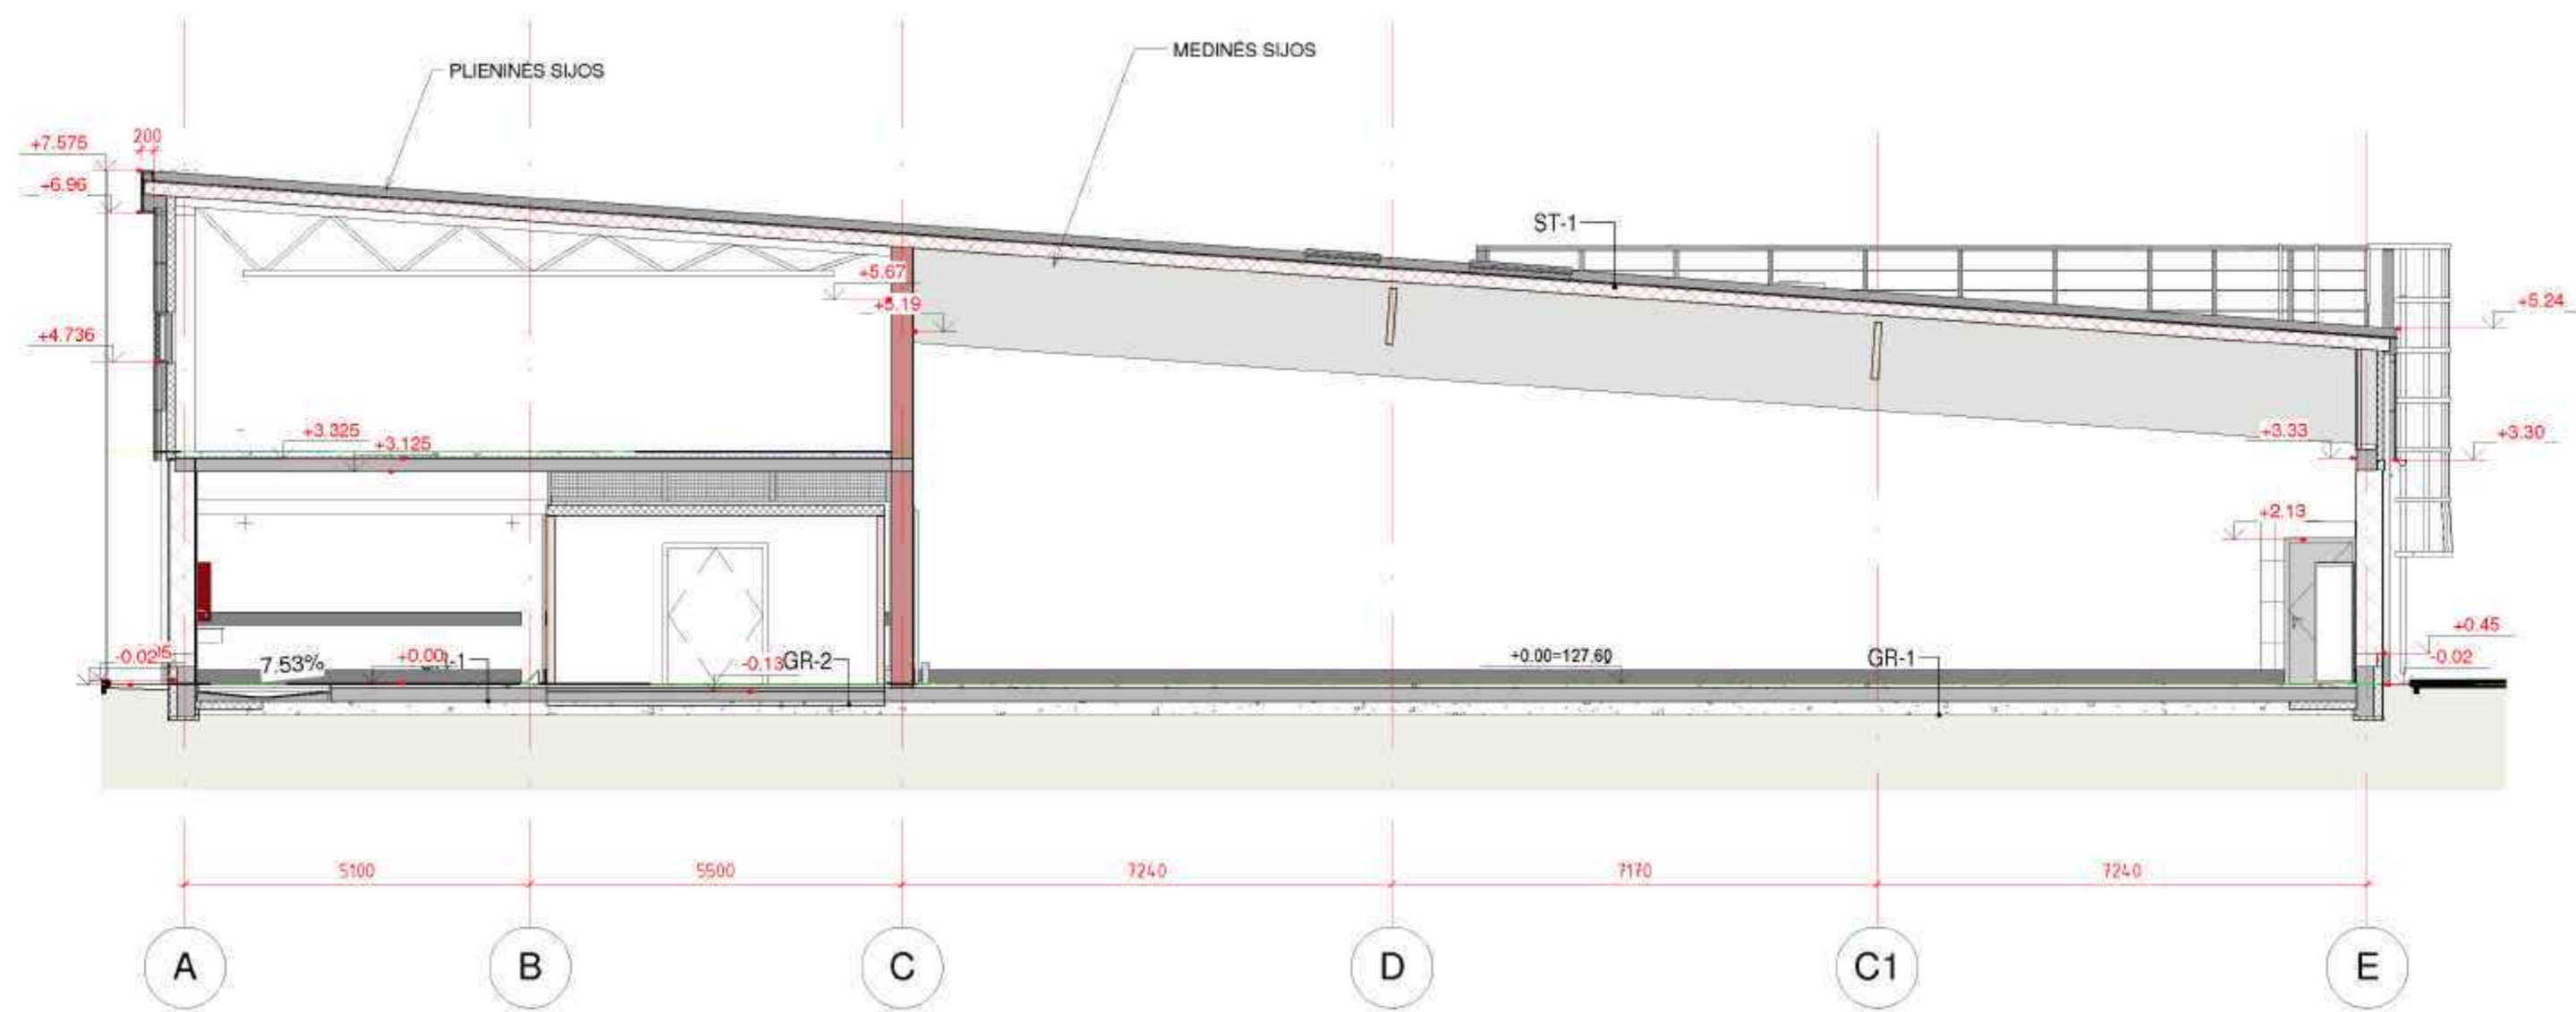 MEDINĖS SIJOS
PLIENINĖS SIJOS
+7.575
200
+6.96
ST-1
+5.67
+5.19
+5.24
+4.736
+3.325
+3.125
+3.33
+3.30
+2.13
+0.45
-0.02
7.53%
+0.00
-0.13
GR-2
+0.00=127.60
GR-1
-0.02
5100
5500
7240
7170
7240
A
B
C
D
C1
E